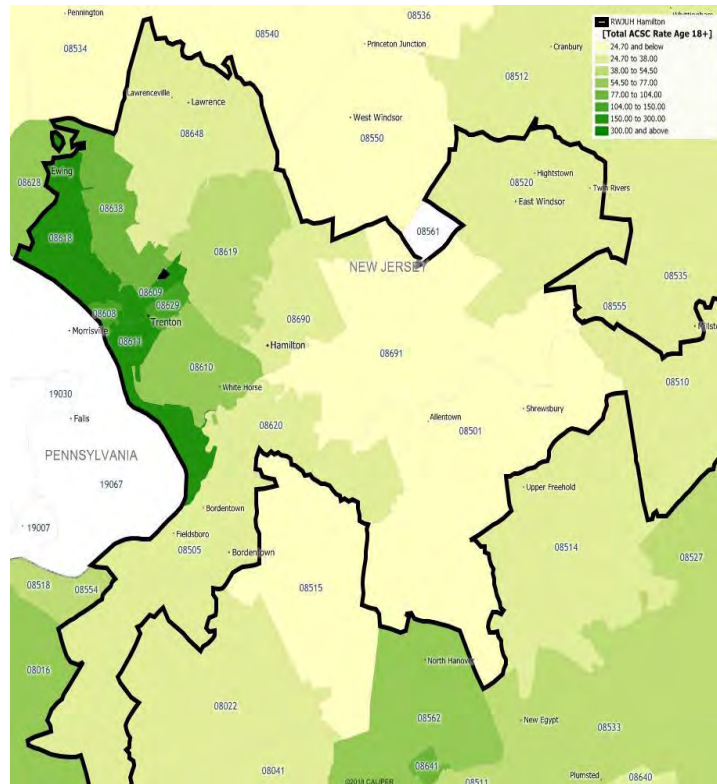 Pennington
08540
08536
Whittingham
RWJUH Hamilton
[Total ACSC Rate Age 18+]
24.70 and below
24.70 to 38.00
38.00 to 54.50
54.50 to 77.00
77.00 to 104.00
104.00 to 150.00
150.00 to 300.00
300.00 and above
08534
Princeton Junction
Cranbury
08512
Lawrenceville
Lawrence
08648
West Windsor
08550
Ewing
08628
08638
08618
Hightstown
08520
Twin Rivers
East Windsor
08561
08619
NEW JERSEY
08535
08609
08629
08608
Trenton
Morrisville
08611
08690
Hamilton
08555
08691
08610
White Horse
08510
19030
Falls
Allentown
08501
Shrewsbury
08620
PENNSYLVANIA
19067
Upper Freehold
Bordentown
19007
Fieldsboro
08505
Bordentown
08514
08527
08518
08554
08515
08016
North Hanover
08022
08562
New Egypt
08533
08641
08041
©2018 CALIPER
08511
Plumsted
08640